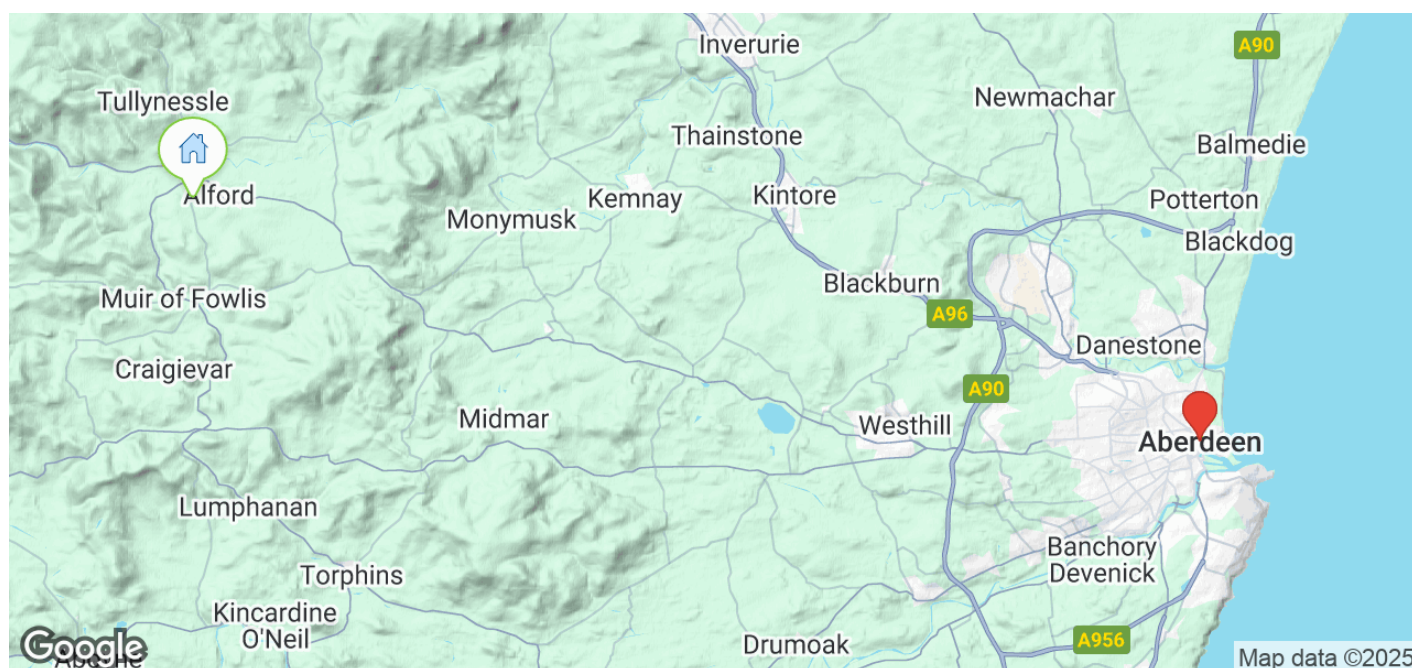 Inverurie
A90
Tullynessle
Newmachar
Thainstone
Balmedie
Alford
Kemnay
Kintore
Potterton
Monymusk
Blackdog
Blackburn
Muir of Fowlis
A96
Danestone
Craigievar
A90
Midmar
Westhill
Aberdeen
Lumphanan
Banchory
Devenick
Torphins
Kincardine
O'Neil
Drumoak
A956
Google
Aboyne
Map data ©2025